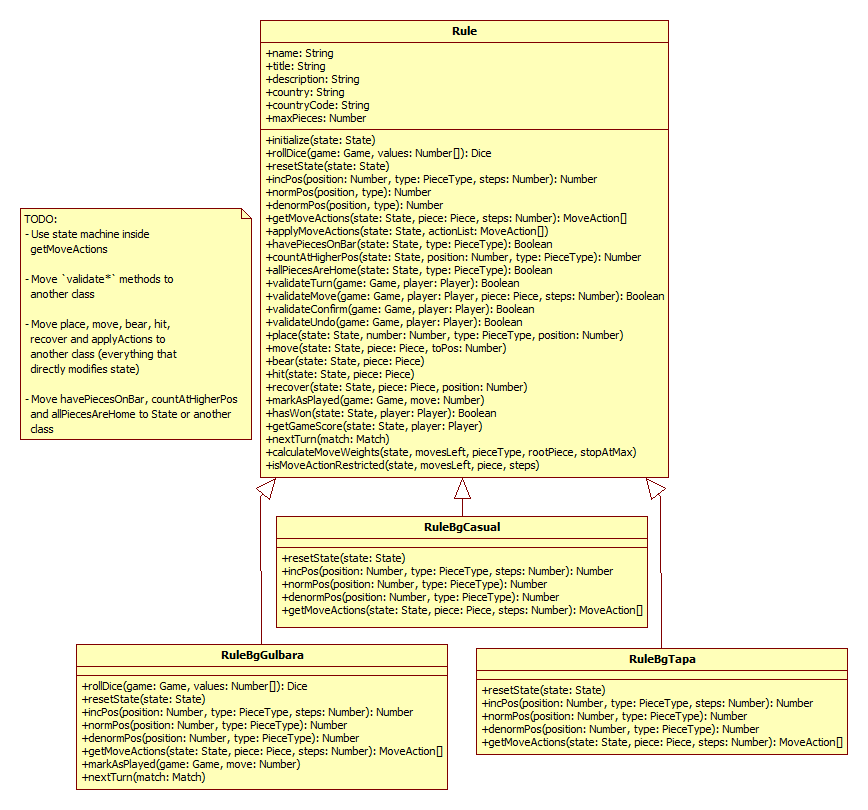 Rule
+name: String
+title: String
+description: String
+country: String
+countryCode: String
+maxPieces: Number
+initialize(state: State)
+rollDice(game: Game, values: Number[]): Dice
+resetState(state: State)
+incPos(position: Number, type: PieceType, steps: Number): Number
+normPos(position, type): Number
+denormPos(position, type): Number
+getMoveActions(state: State, piece: Piece, steps: Number): MoveAction[]
+applyMoveActions(state: State, actionList: MoveAction[])
+havePiecesOnBar(state: State, type: PieceType): Boolean
+countAtHigherPos(state: State, position: Number, type: PieceType): Number
+allPiecesAreHome(state: State, type: PieceType): Boolean
+validateTurn(game: Game, player: Player): Boolean
+validateMove(game: Game, player: Player, piece: Piece, steps: Number): Boolean
+validateConfirm(game: Game, player: Player): Boolean
+validateUndo(game: Game, player: Player): Boolean
+place(state: State, number: Number, type: PieceType, position: Number)
+move(state: State, piece: Piece, toPos: Number)
+bear(state: State, piece: Piece)
+hit(state: State, piece: Piece)
+recover(state: State, piece: Piece, position: Number)
+markAsPlayed(game: Game, move: Number)
+hasWon(state: State, player: Player): Boolean
+getGameScore(state: State, player: Player)
+nextTurn(match: Match)
+calculateMoveWeights(state, movesLeft, pieceType, rootPiece, stopAtMax)
+isMoveActionRestricted(state, movesLeft, piece, steps)
TODO:
- Use state machine inside
getMoveActions
- Move `validate*` methods to
another class
- Move place, move, bear, hit,
recover and applyActions to
another class (everything that
directly modifies state)
- Move havePiecesOnBar, countAtHigherPos
and allPiecesAreHome to State or another
class
RuleBgCasual
+resetState(state: State)
+incPos(position: Number, type: PieceType, steps: Number): Number
+normPos(position: Number, type: PieceType): Number
+denormPos(position: Number, type: PieceType): Number
+getMoveActions(state: State, piece: Piece, steps: Number): MoveAction[]
RuleBgGulbara
+rollDice(game: Game, values: Number[]): Dice
+resetState(state: State)
+incPos(position: Number, type: PieceType, steps: Number): Number
+normPos(position: Number, type: PieceType): Number
+denormPos(position: Number, type: PieceType): Number
+getMoveActions(state: State, piece: Piece, steps: Number): MoveAction[]
+markAsPlayed(game: Game, move: Number)
+nextTurn(match: Match)
RuleBgTapa
+resetState(state: State)
+incPos(position: Number, type: PieceType, steps: Number): Number
+normPos(position: Number, type: PieceType): Number
+denormPos(position: Number, type: PieceType): Number
+getMoveActions(state: State, piece: Piece, steps: Number): MoveAction[]